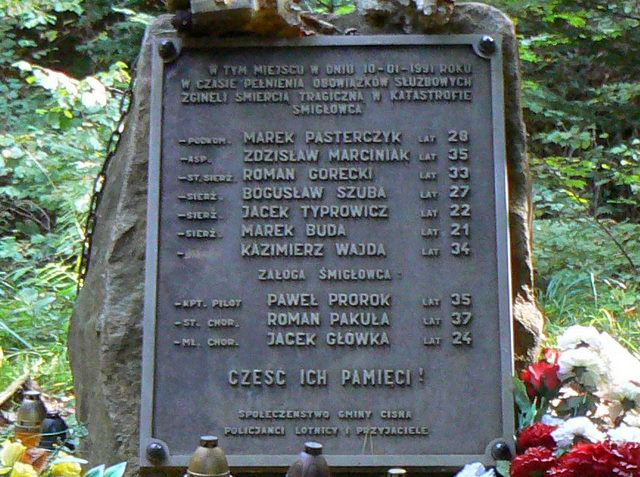 W TYM MIEJSCU W DNIU 10-01-1991 ROKU
W CZASIE PEŁNIENIA OBOWIĄZKÓW SŁUŻBOWYCH
ZGINĘLI ŚMIERCIĄ TRAGICZNĄ W KATASTROFIE
ŚMIGŁOWCA
-PODKOM. MAREK PASTERCZYK LAT 28
-ASP. ZDZISŁAW MARCINIAK LAT 35
-ST. SIERŻ ROMAN GORECKI LAT 33
-SIERŻ. BOGUSŁAW SZUBA LAT 27
-SIERŻ. JACEK TYPROWICZ LAT 22
-SIERŻ. MAREK BUDA LAT 21
- KAZIMIERZ WAJDA LAT 34
ZAŁOGA ŚMIGŁOWCA:
-KPT. PILOT PAWEŁ PROROK LAT 35
-ST. CHOR. ROMAN PAKUŁA LAT 37
-MŁ. CHOR. JACEK GŁÓWKA LAT 24
CZEŚĆ ICH PAMIĘCI!
SPOŁECZEŃSTWO GMINY CISNA
POLICJANCI LOTNICY I PRZYJACIELE